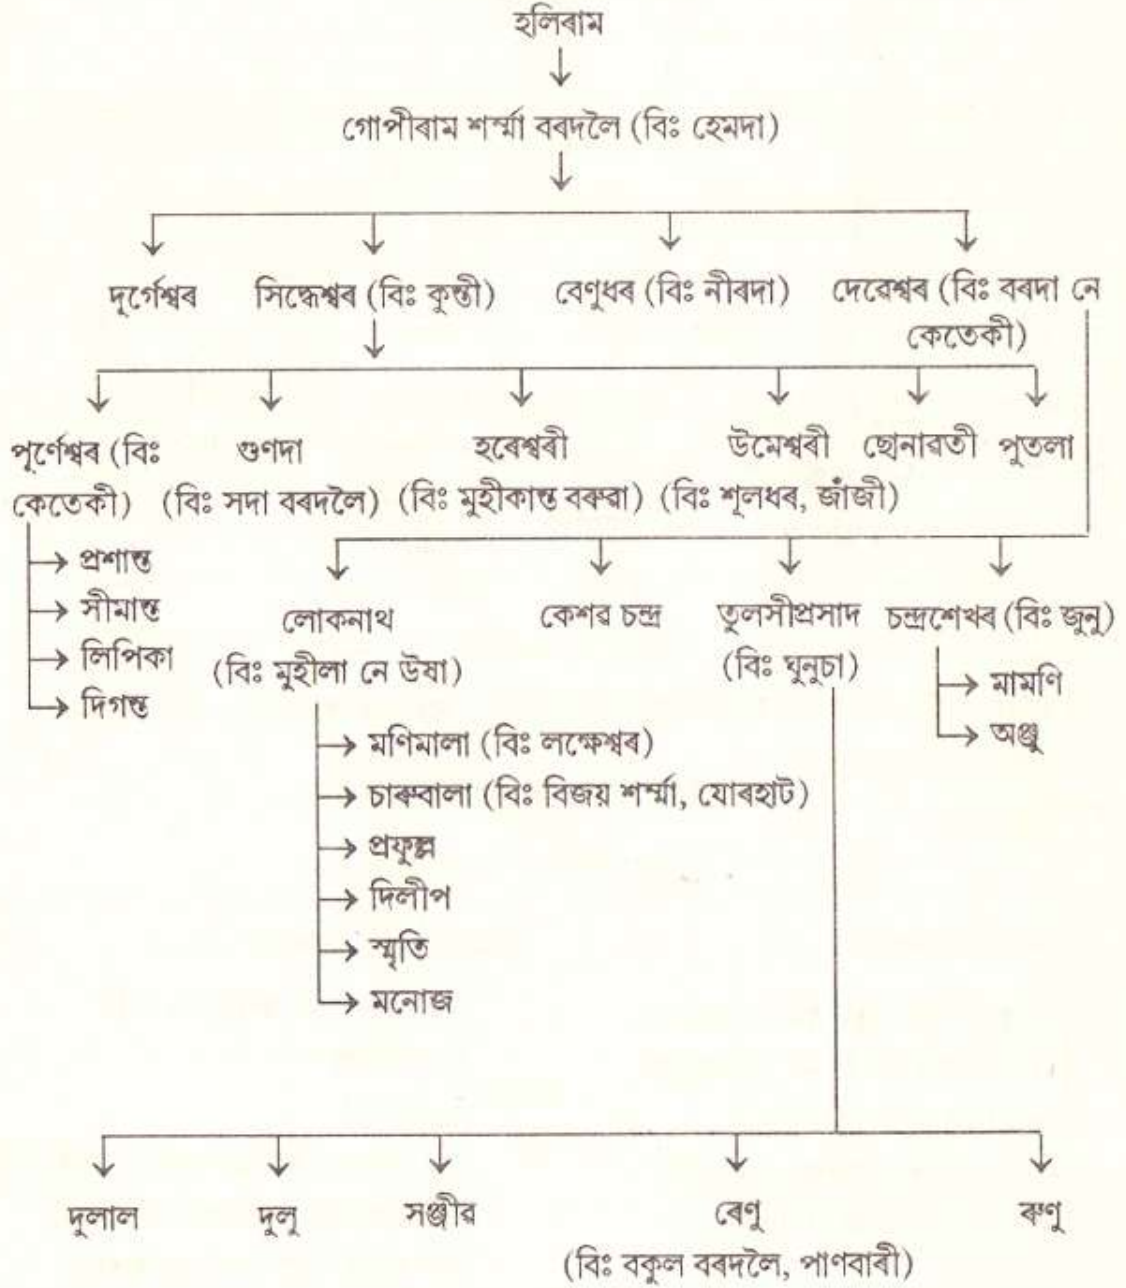 হলিৰাম
গোপীৰাম শৰ্ম্মা বৰদলৈ (বিঃ হেমদা)
দূৰ্গেশ্বৰ সিদ্ধেশ্বৰ (বিঃ কুন্তী) বেণুধৰ (বিঃ নীৰদা) দেৱেশ্বৰ (বিঃ বৰদা নে
কেতেকী)
পূৰ্ণেশ্বৰ (বিঃ গুণদা হৰেশ্বৰী উমেশ্বৰী ছোনাৱতী পুতলা
কেতেকী) (বিঃ সদা বৰদলৈ) (বিঃ মুহীকান্ত বৰুৱা) (বিঃ শূলধৰ, জাঁজী)
প্ৰশান্ত
সীমান্ত
লিপিকা
দিগন্ত
লোকনাথ কেশৱ চন্দ্ৰ তুলসীপ্ৰসাদ চন্দ্ৰশেখৰ (বিঃ জুনু)
(বিঃ মুহীলা নে উষা) (বিঃ ঘুনুচা)
মামণি
অঞ্জু
মণিমালা (বিঃ লক্ষেশ্বৰ)
চাৰুবালা (বিঃ বিজয় শৰ্ম্মা, যোৰহাট)
প্ৰফুল্ল
দিলীপ
স্মৃতি
মনোজ
দুলাল দুলু সঞ্জীৱ ৰেণু ৰুণু
(বিঃ বকুল বৰদলৈ, পাণবাৰী)